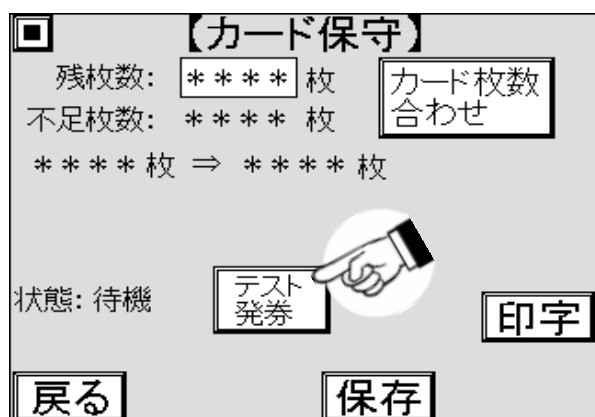 【カード保守】
残枚数: ＊＊＊＊ 枚
カード枚数
合わせ
不足枚数: ＊＊＊＊ 枚
＊＊＊＊枚 ⇒ ＊＊＊＊ 枚
状態: 待機
テスト
発券
印字
戻る
保存